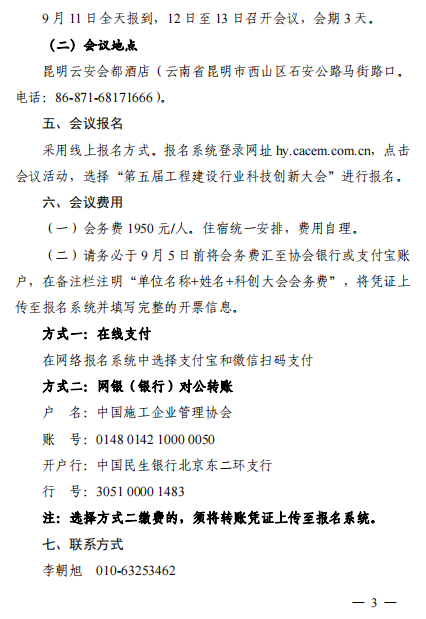 9 月 11 日全天报到，12 日至 13 日召开会议，会期 3 天。
（二）会议地点
昆明云安会都酒店（云南省昆明市西山区石安公路马街路口。
电话：86-871-68171666）。
五、会议报名
采用线上报名方式。报名系统登录网址 hy.cacem.com.cn，点击
会议活动，选择“第五届工程建设行业科技创新大会”进行报名。
六、会议费用
（一）会务费 1950 元/人。住宿统一安排，费用自理。
（二）请务必于 9 月 5 日前将会务费汇至协会银行或支付宝账
户，在备注栏注明“单位名称+姓名+科创大会会务费”，将凭证上
传至报名系统并填写完整的开票信息。
方式一：在线支付
在网络报名系统中选择支付宝和微信扫码支付
方式二：网银（银行）对公转账
户　名：中国施工企业管理协会
账　号：0148 0142 1000 0050
开户行：中国民生银行北京东二环支行
行　号：3051 0000 1483
注：选择方式二缴费的，须将转账凭证上传至报名系统。
七、联系方式
李朝旭　010-63253462
— 3 —